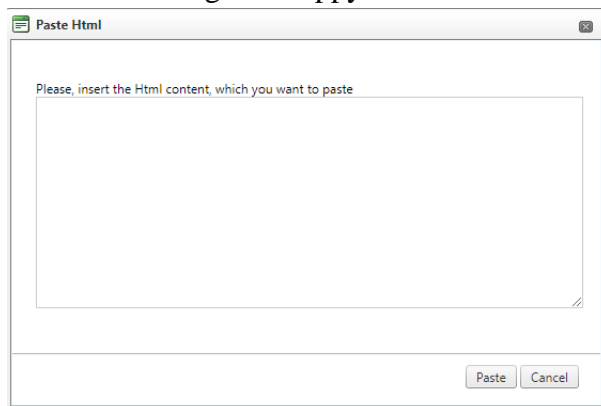 Paste Html
Please, insert the Html content, which you want to paste
Paste Cancel